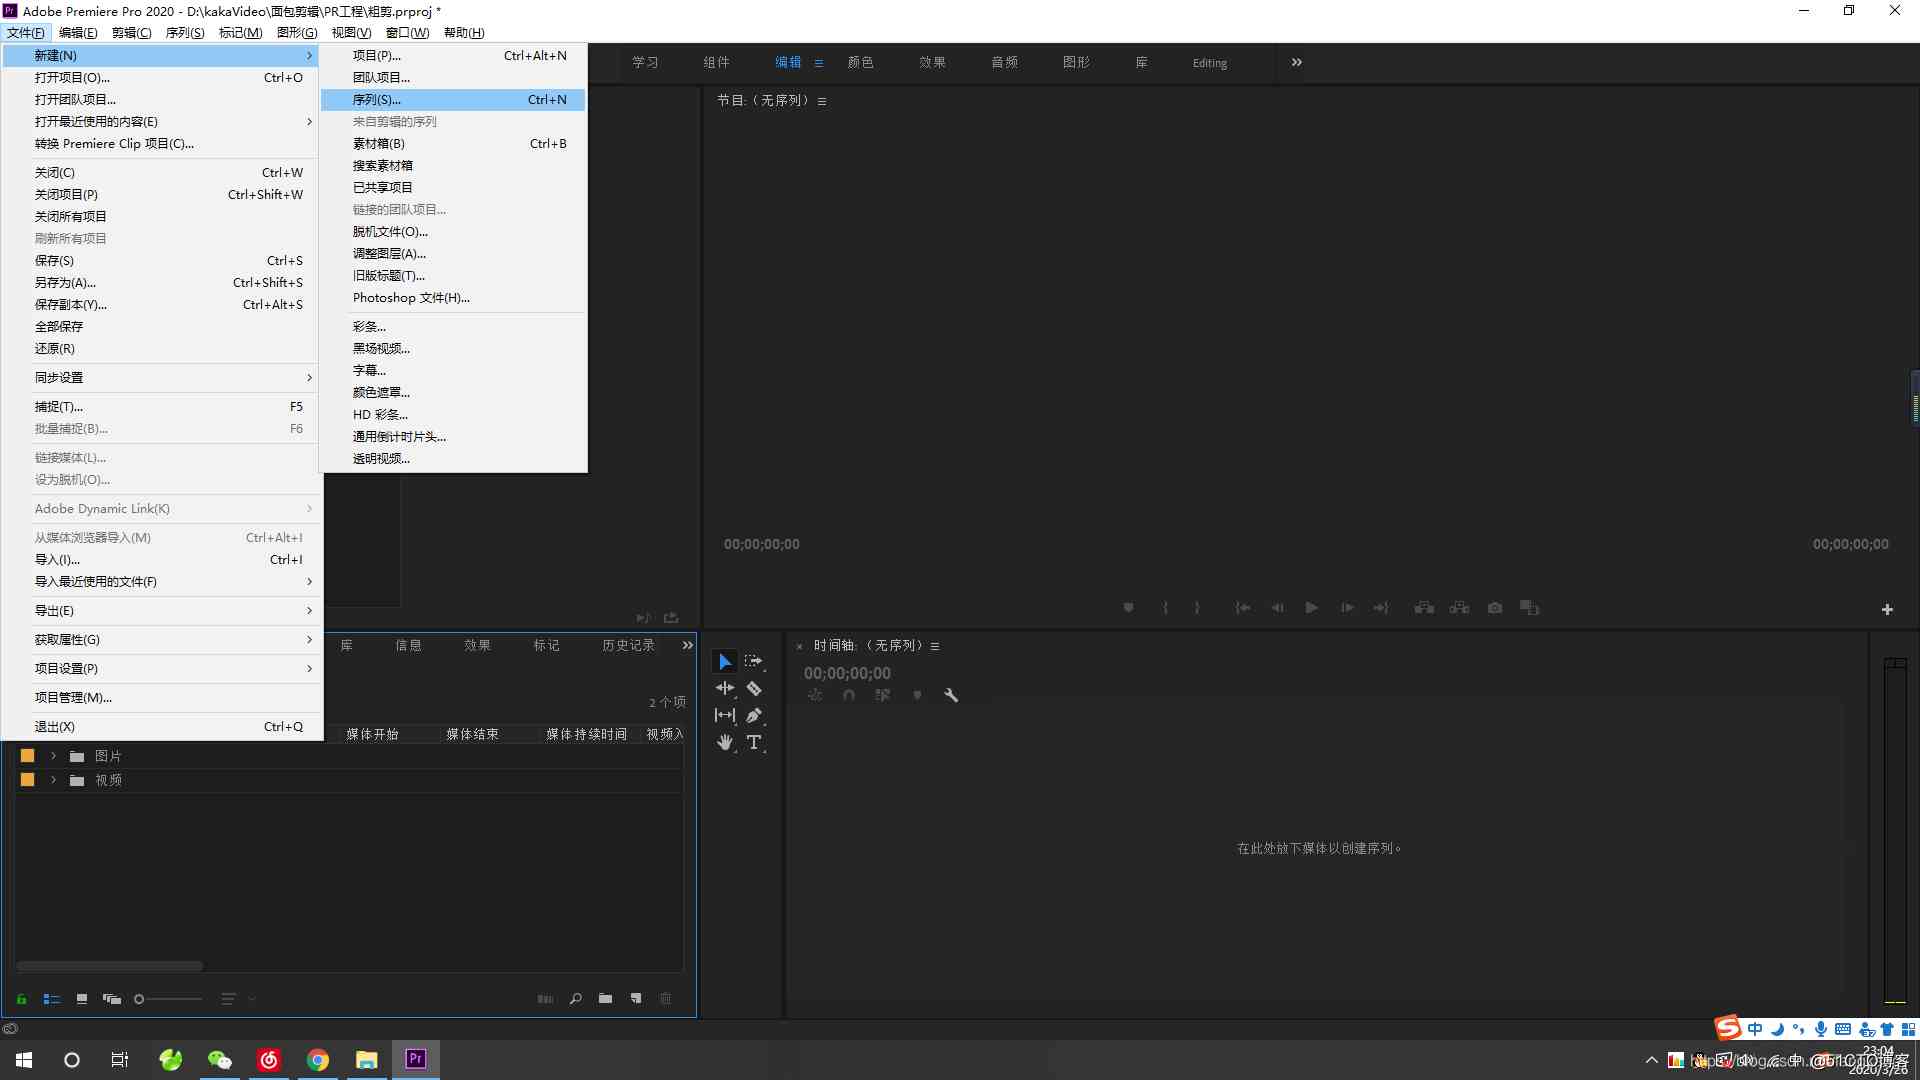 Adobe Premiere Pro 2020 - D:\kakaVideo\面包剪辑\PR工程\粗剪.prproj *
文件(F) 编辑(E) 剪辑(C) 序列(S) 标记(M) 图形(G) 视图(V) 窗口(W) 帮助(H)
新建(N)
打开项目(O)... Ctrl+O
打开团队项目...
打开最近使用的内容(E)
转换 Premiere Clip 项目(C)...
关闭(C) Ctrl+W
关闭项目(P) Ctrl+Shift+W
关闭所有项目
刷新所有项目
保存(S) Ctrl+S
另存为(A)... Ctrl+Shift+S
保存副本(Y)... Ctrl+Alt+S
全部保存
还原(R)
同步设置
捕捉(T)... F5
批量捕捉(B)... F6
链接媒体(L)...
设为脱机(O)...
Adobe Dynamic Link(K)
从媒体浏览器导入(M) Ctrl+Alt+I
导入(I)... Ctrl+I
导入最近使用的文件(F)
导出(E)
获取属性(G)
项目设置(P)
项目管理(M)...
退出(X) Ctrl+Q
项目(P)... Ctrl+Alt+N
团队项目...
序列(S)... Ctrl+N
来自剪辑的序列
素材箱(B) Ctrl+B
搜索素材箱
已共享项目
链接的团队项目...
脱机文件(O)...
调整图层(A)...
旧版标题(T)...
Photoshop 文件(H)...
彩条...
黑场视频...
字幕...
颜色遮罩...
HD 彩条...
通用倒计时片头...
透明视频...
学习 组件 编辑 颜色 效果 音频 图形 库 Editing
节目:（无序列）
00;00;00;00 00;00;00;00
库 信息 效果 标记 历史记录
2 个项
媒体开始 媒体结束 媒体持续时间 视频入
图片
视频
× 时间轴:（无序列）
00;00;00;00
在此处放下媒体以创建序列。
中
23:04
2020/3/26
@51CTO博客